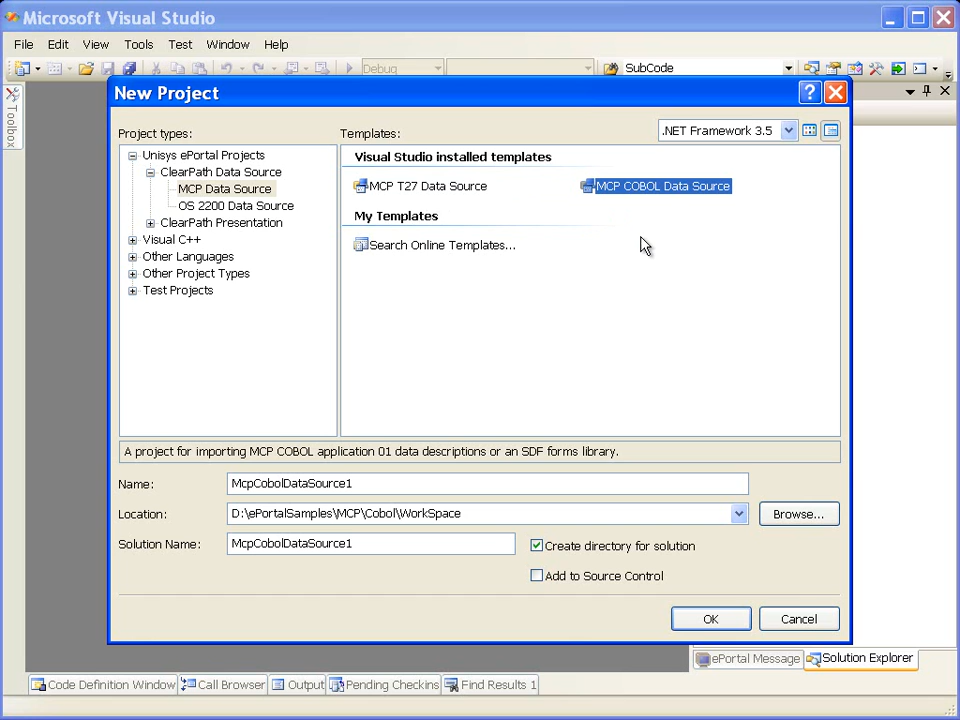 Microsoft Visual Studio
File Edit View Tools Test Window Help
Debug SubCode
Toolbox
New Project
Project types: Templates: .NET Framework 3.5
Unisys ePortal Projects
ClearPath Data Source
MCP Data Source
OS 2200 Data Source
ClearPath Presentation
Visual C++
Other Languages
Other Project Types
Test Projects
Visual Studio installed templates
MCP T27 Data Source MCP COBOL Data Source
My Templates
Search Online Templates...
A project for importing MCP COBOL application 01 data descriptions or an SDF forms library.
Name: McpCobolDataSource1
Location: D:\ePortalSamples\MCP\Cobol\WorkSpace Browse...
Solution Name: McpCobolDataSource1 Create directory for solution
Add to Source Control
OK Cancel
ePortal Message Solution Explorer
Code Definition Window Call Browser Output Pending Checkins Find Results 1